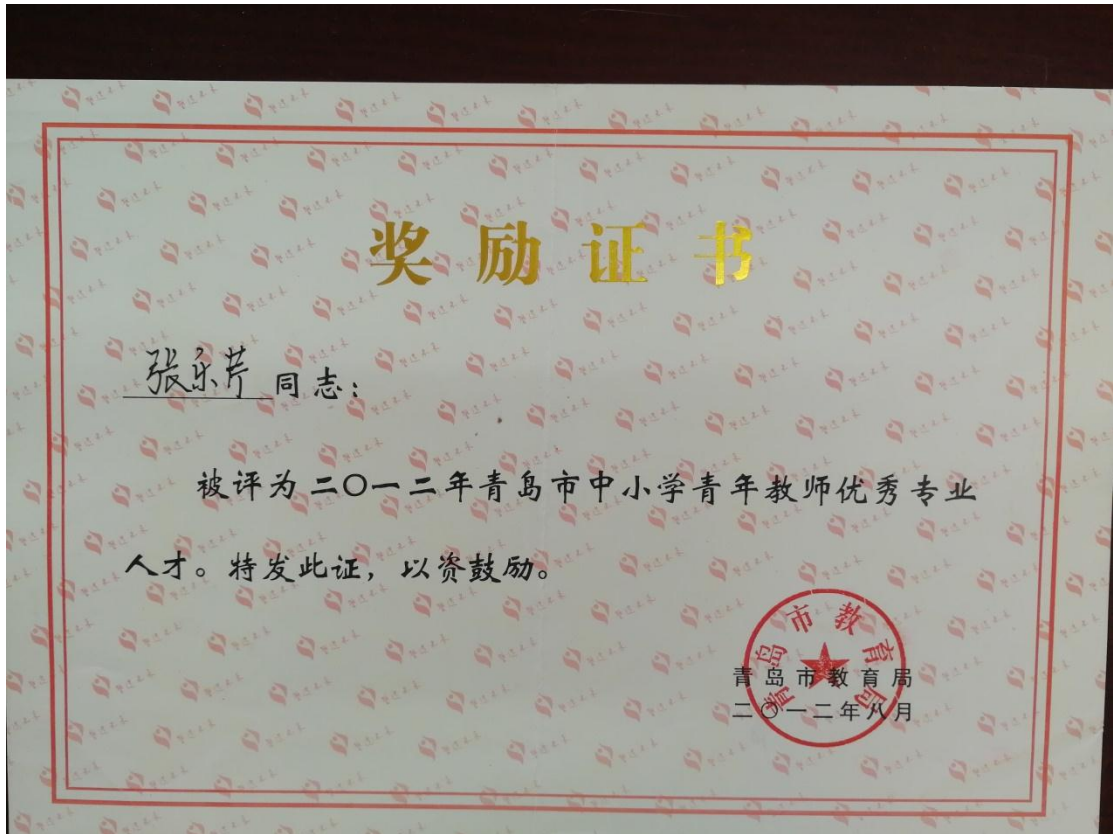 奖励证书
张乐芹同志：
被评为二〇一二年青岛市中小学青年教师优秀专业
人才。特发此证，以资鼓励。
青岛市教育局
青岛市教育局
二〇一二年八月